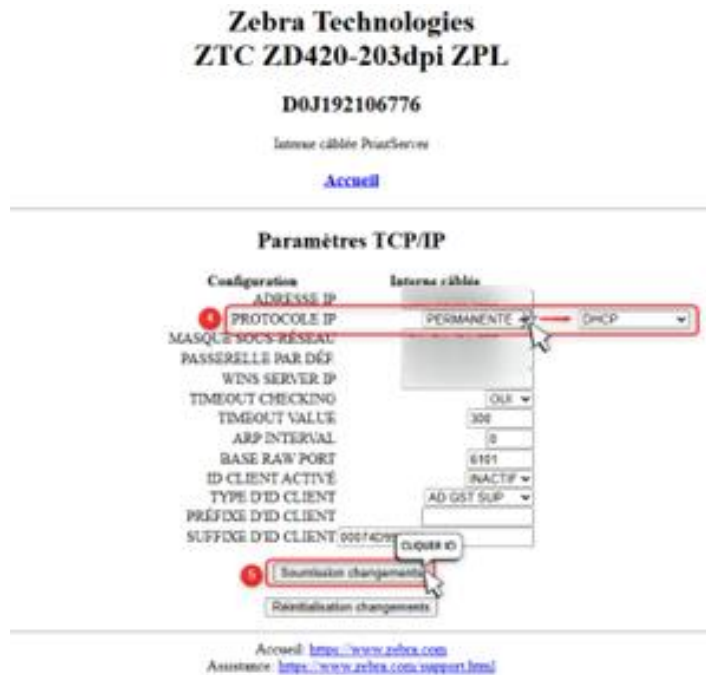 Zebra Technologies
ZTC ZD420-203dpi ZPL
D0J192106776
Interne câblée PrintServer
Accueil
Paramètres TCP/IP
Configuration Interne câblée
ADRESSE IP
4 PROTOCOLE IP PERMANENTE DHCP
MASQUE SOUS-RÉSEAU
PASSERELLE PAR DÉF.
WINS SERVER IP
TIMEOUT CHECKING OUI
TIMEOUT VALUE 300
ARP INTERVAL 0
BASE RAW PORT 6101
ID CLIENT ACTIVÉ INACTIF
TYPE D'ID CLIENT AD GST SUP
PRÉFIXE D'ID CLIENT
SUFFIXE D'ID CLIENT
CLIQUER ICI
5 Soumission changements
Réinitialisation changements
Accueil: https://www.zebra.com
Assistance: https://www.zebra.com/support.html